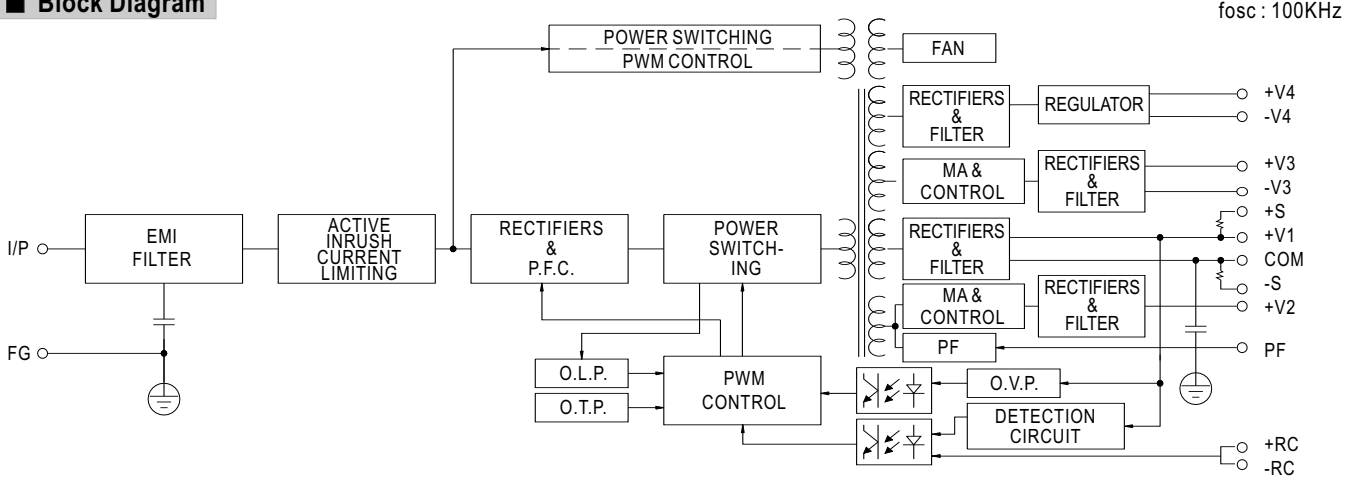 ■ Block Diagram
fosc : 100KHz
POWER SWITCHING
PWM CONTROL
FAN
RECTIFIERS
&
FILTER
REGULATOR
+V4
-V4
MA &
CONTROL
RECTIFIERS
&
FILTER
+V3
-V3
I/P
EMI
FILTER
ACTIVE
INRUSH
CURRENT
LIMITING
RECTIFIERS
&
P.F.C.
POWER
SWITCH-
ING
RECTIFIERS
&
FILTER
+S
+V1
COM
-S
MA &
CONTROL
RECTIFIERS
&
FILTER
+V2
FG
PF
PF
O.L.P.
O.T.P.
PWM
CONTROL
O.V.P.
DETECTION
CIRCUIT
+RC
-RC